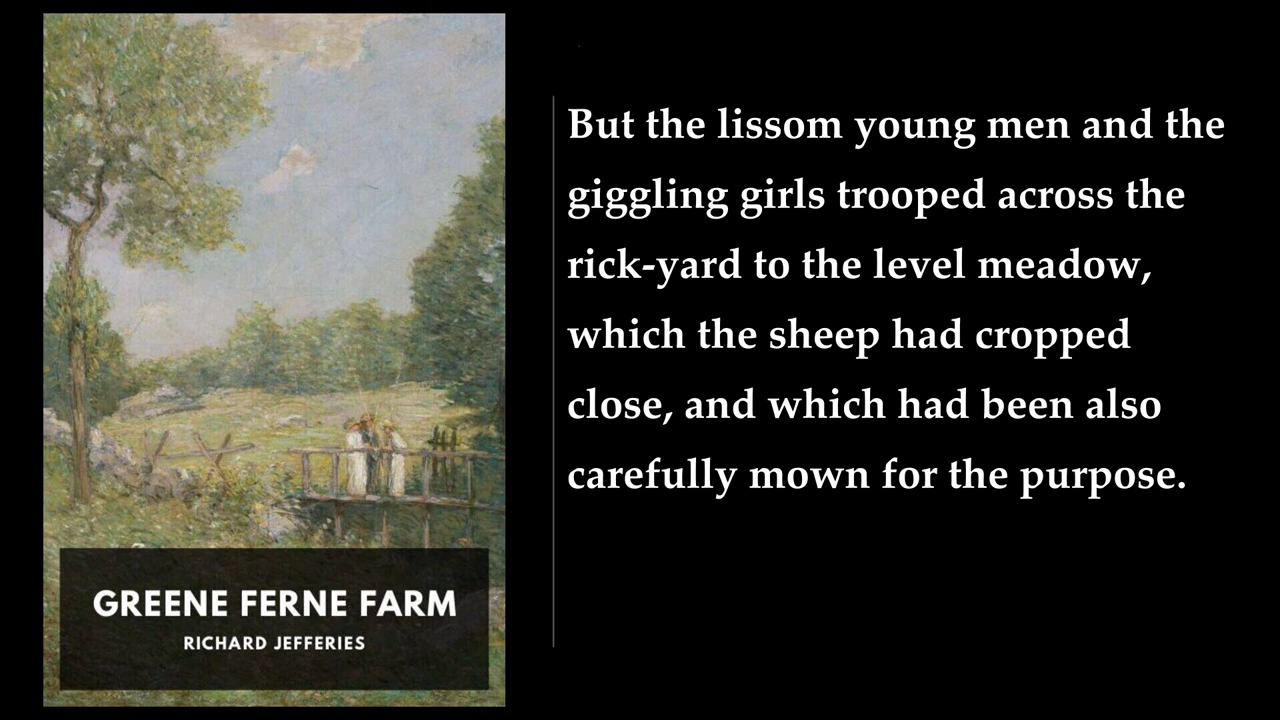 GREENE FERNE FARM
RICHARD JEFFERIES
But the lissom young men and the
giggling girls trooped across the
rick-yard to the level meadow,
which the sheep had cropped
close, and which had been also
carefully mown for the purpose.